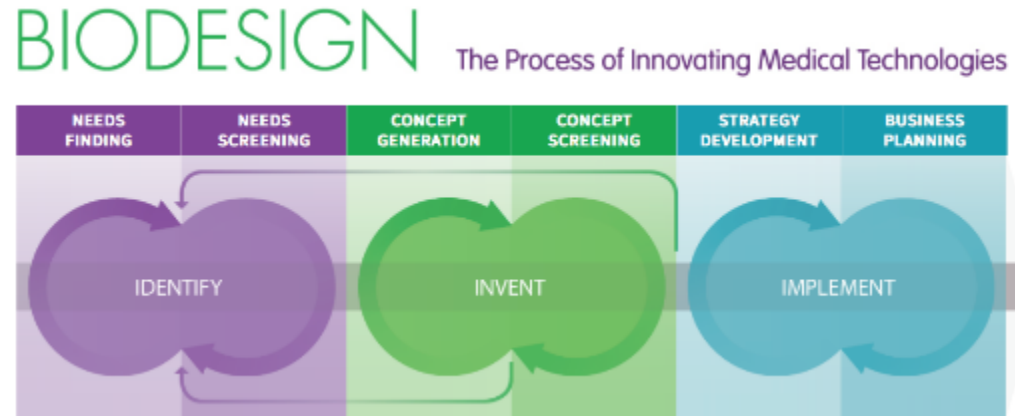 BIODESIGN
The Process of Innovating Medical Technologies
NEEDS
FINDING
NEEDS
SCREENING
CONCEPT
GENERATION
CONCEPT
SCREENING
STRATEGY
DEVELOPMENT
BUSINESS
PLANNING
IDENTIFY
INVENT
IMPLEMENT